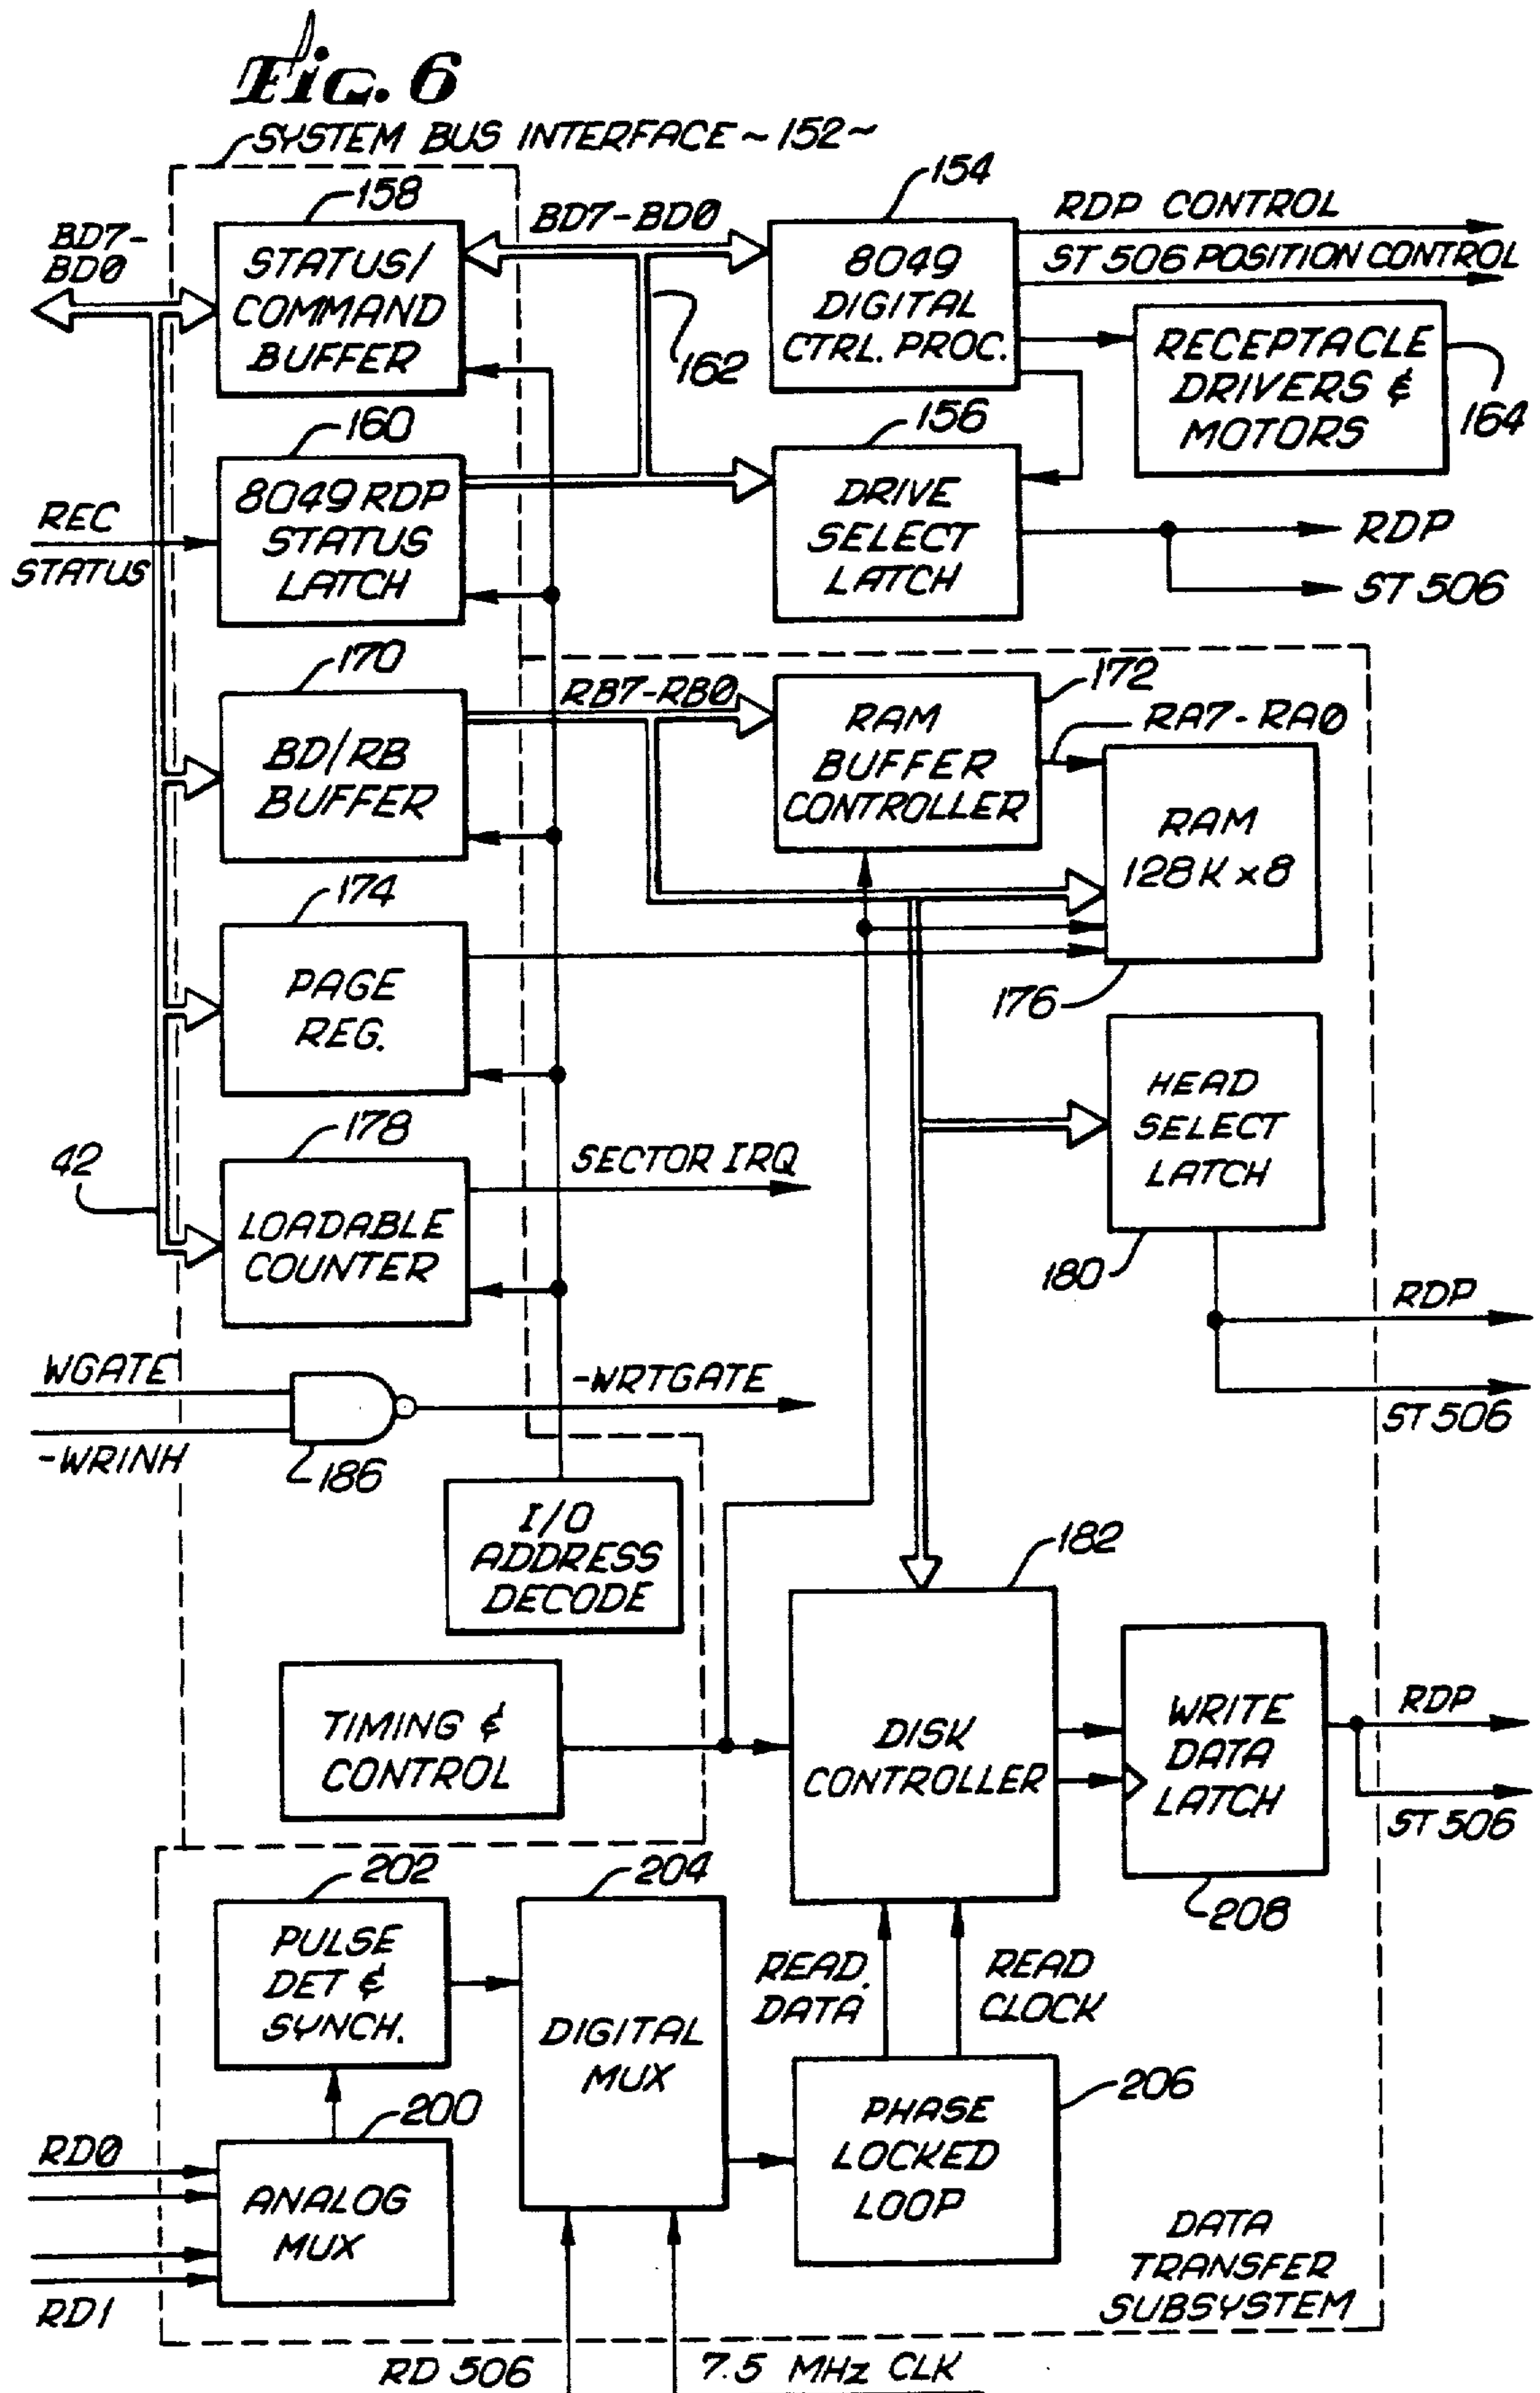 Fig. 6
SYSTEM BUS INTERFACE ~152~
158
154
BD7-
BD0
BD7-BD0
STATUS/
COMMAND
BUFFER
8049
DIGITAL
CTRL. PROC.
RDP CONTROL
ST 506 POSITION CONTROL
162
RECEPTACLE
DRIVERS &
MOTORS
164
160
156
REC
STATUS
8049 RDP
STATUS
LATCH
DRIVE
SELECT
LATCH
RDP
ST 506
170
RB7-RB0
172
BD/RB
BUFFER
RAM
BUFFER
CONTROLLER
RA7-RA0
RAM
128K x8
176
174
PAGE
REG.
HEAD
SELECT
LATCH
180
42
178
LOADABLE
COUNTER
SECTOR IRQ
RDP
ST 506
WGATE
-WRINH
186
-WRTGATE
I/O
ADDRESS
DECODE
182
TIMING &
CONTROL
DISK
CONTROLLER
WRITE
DATA
LATCH
208
RDP
ST 506
202
204
PULSE
DET &
SYNCH.
DIGITAL
MUX
READ
DATA
READ
CLOCK
200
206
RD0
RD1
ANALOG
MUX
PHASE
LOCKED
LOOP
DATA
TRANSFER
SUBSYSTEM
RD 506
7.5 MHz CLK